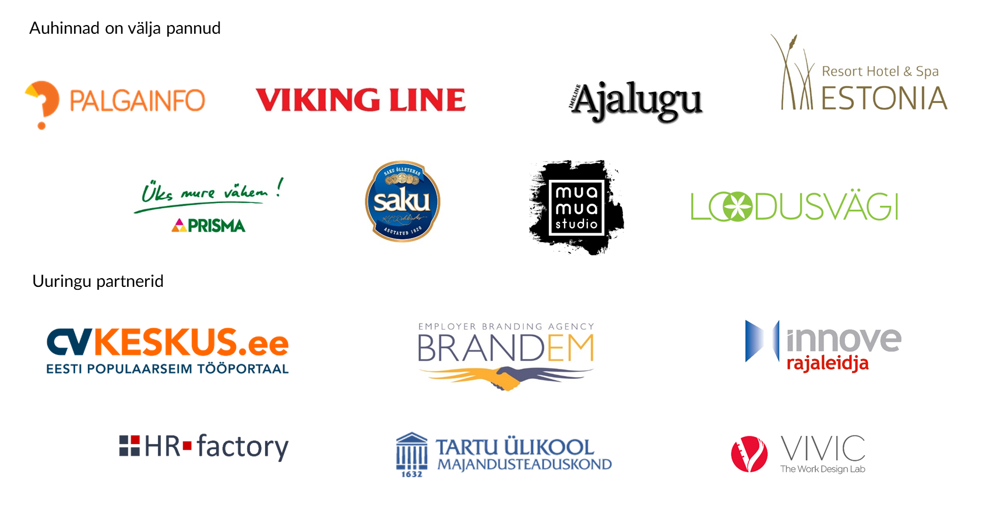 Auhinnad on välja pannud
PALGAINFO
VIKING LINE
IMELINE
Ajalugu
Resort Hotel & Spa
ESTONIA
Üks mure vähem!
PRISMA
SAKU ÕLLETEHAS
saku
ASUTATUD 1820
mua
mua
studio
LOODUSVÄGI
Uuringu partnerid
CVKESKUS.ee
EESTI POPULAARSEIM TÖÖPORTAAL
EMPLOYER BRANDING AGENCY
BRANDEM
innove
rajaleidja
HR factory
TARTU ÜLIKOOL
MAJANDUSTEADUSKOND
1632
VIVIC
The Work Design Lab